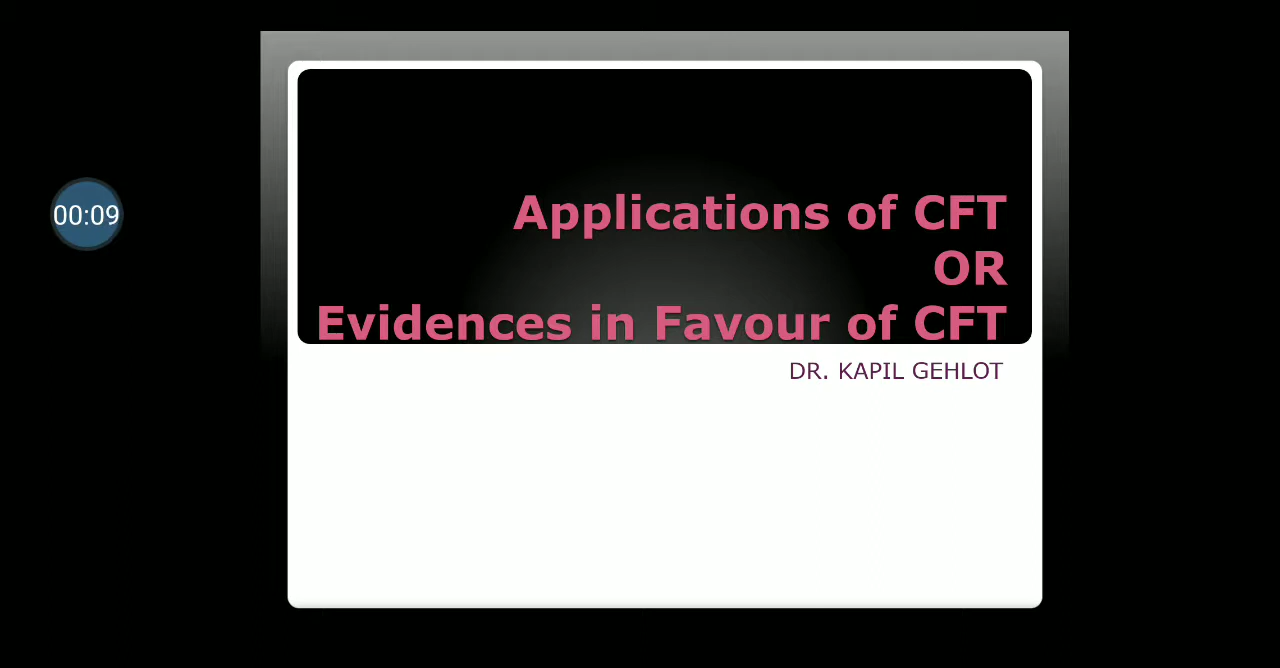 00:09
Applications of CFT
OR
Evidences in Favour of CFT
DR. KAPIL GEHLOT